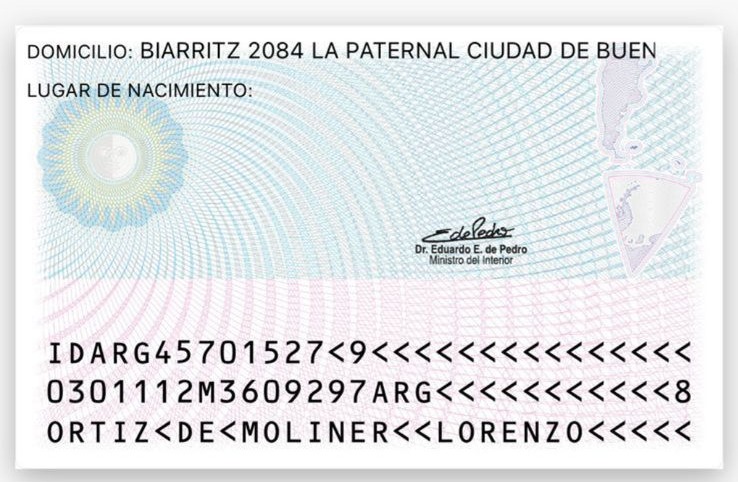 DOMICILIO: BIARRITZ 2084 LA PATERNAL CIUDAD DE BUEN
LUGAR DE NACIMIENTO:
Dr. Eduardo E. de Pedro
Ministro del Interior
IDARG45701527<9<<<<<<<<<<<<<<<
0301112M3609297ARG<<<<<<<<<<<8
ORTIZ<DE<MOLINER<<LORENZO<<<<<